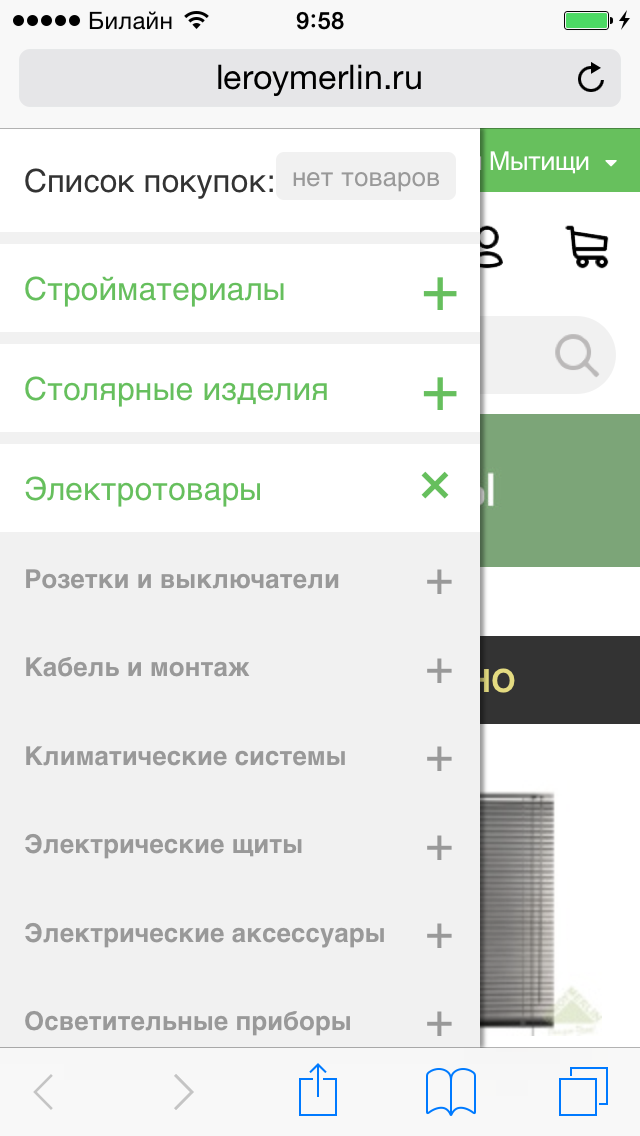 Билайн 9:58
leroymerlin.ru
Список покупок: нет товаров
Мытищи
Стройматериалы
Столярные изделия
Электротовары
Розетки и выключатели
Кабель и монтаж
Климатические системы
Электрические щиты
Электрические аксессуары
Осветительные приборы